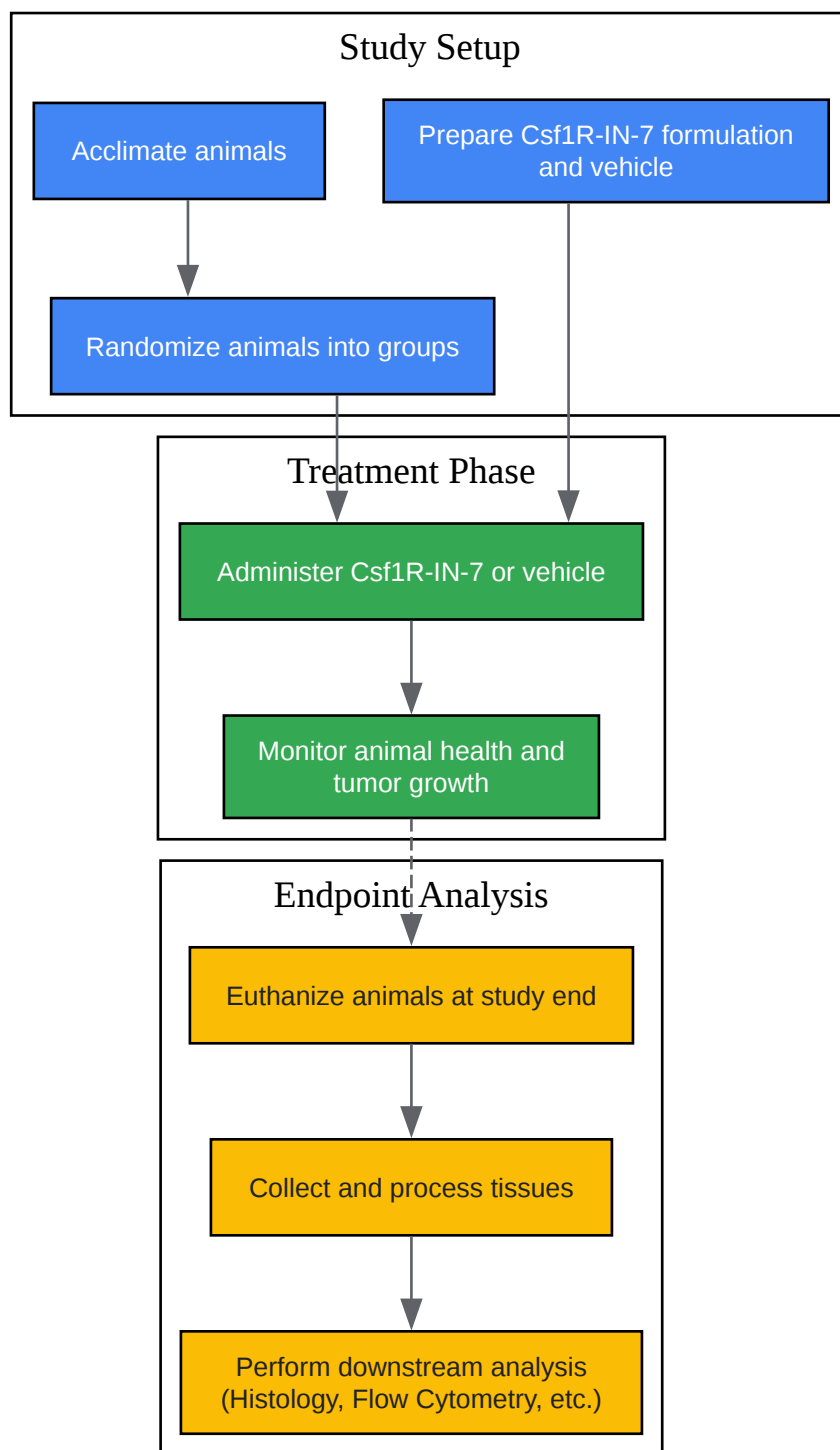 Study Setup
Acclimate animals
Prepare Csf1R-IN-7 formulation
and vehicle
Randomize animals into groups
Treatment Phase
Administer Csf1R-IN-7 or vehicle
Monitor animal health and
tumor growth
Endpoint Analysis
Euthanize animals at study end
Collect and process tissues
Perform downstream analysis
(Histology, Flow Cytometry, etc.)